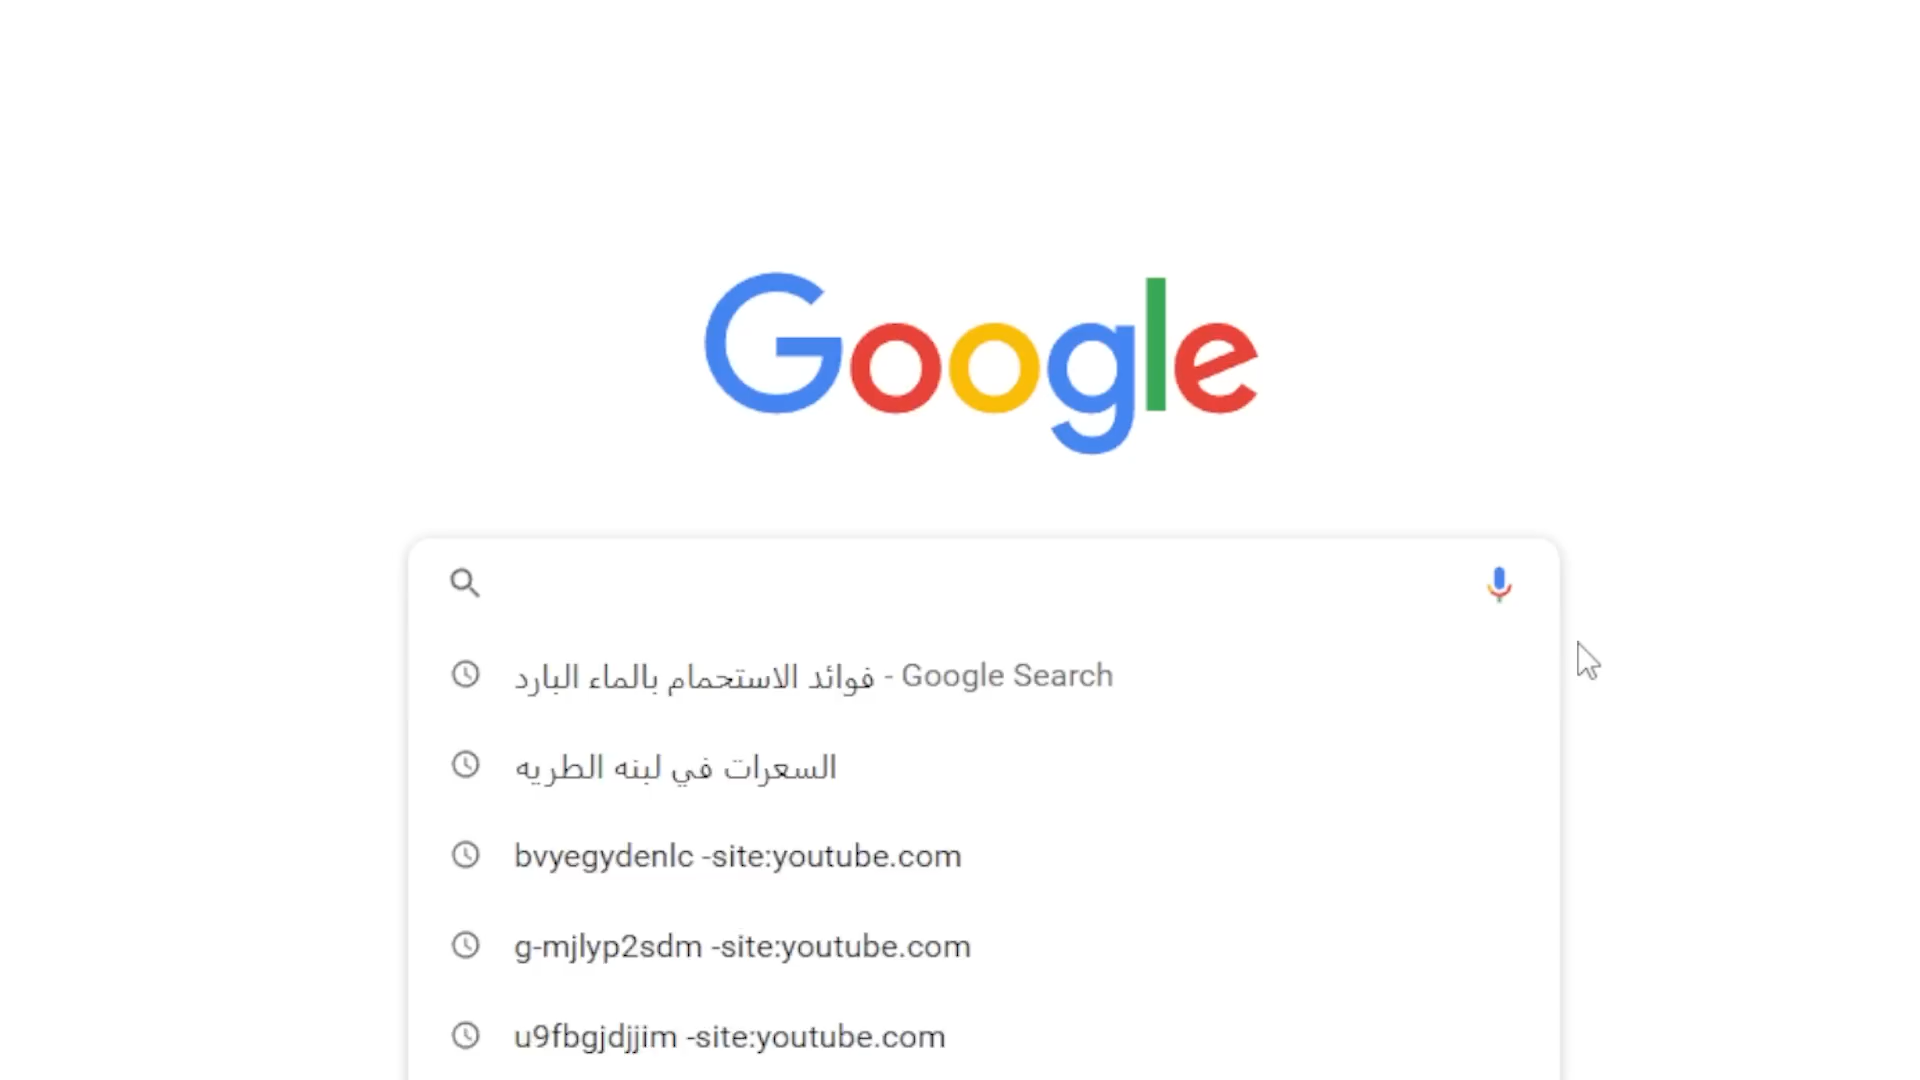 Google
فوائد الاستحمام بالماء البارد - Google Search
السعرات في لبنه الطريه
bvyegydenlc -site:youtube.com
g-mjlyp2sdm -site:youtube.com
u9fbgjdjjim -site:youtube.com